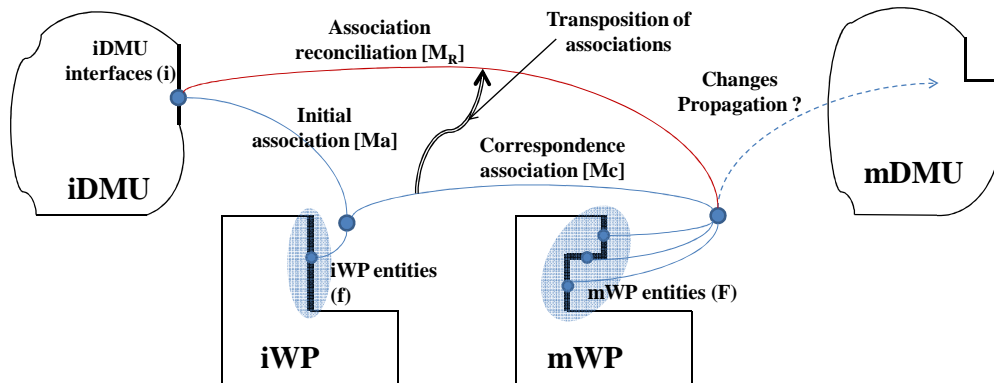 Association
reconciliation [M_R]
Transposition of
associations
iDMU
interfaces (i)
Changes
Propagation ?
Initial
association [Ma]
Correspondence
association [Mc]
iDMU
mDMU
iWP entities
(f)
mWP entities (F)
iWP
mWP